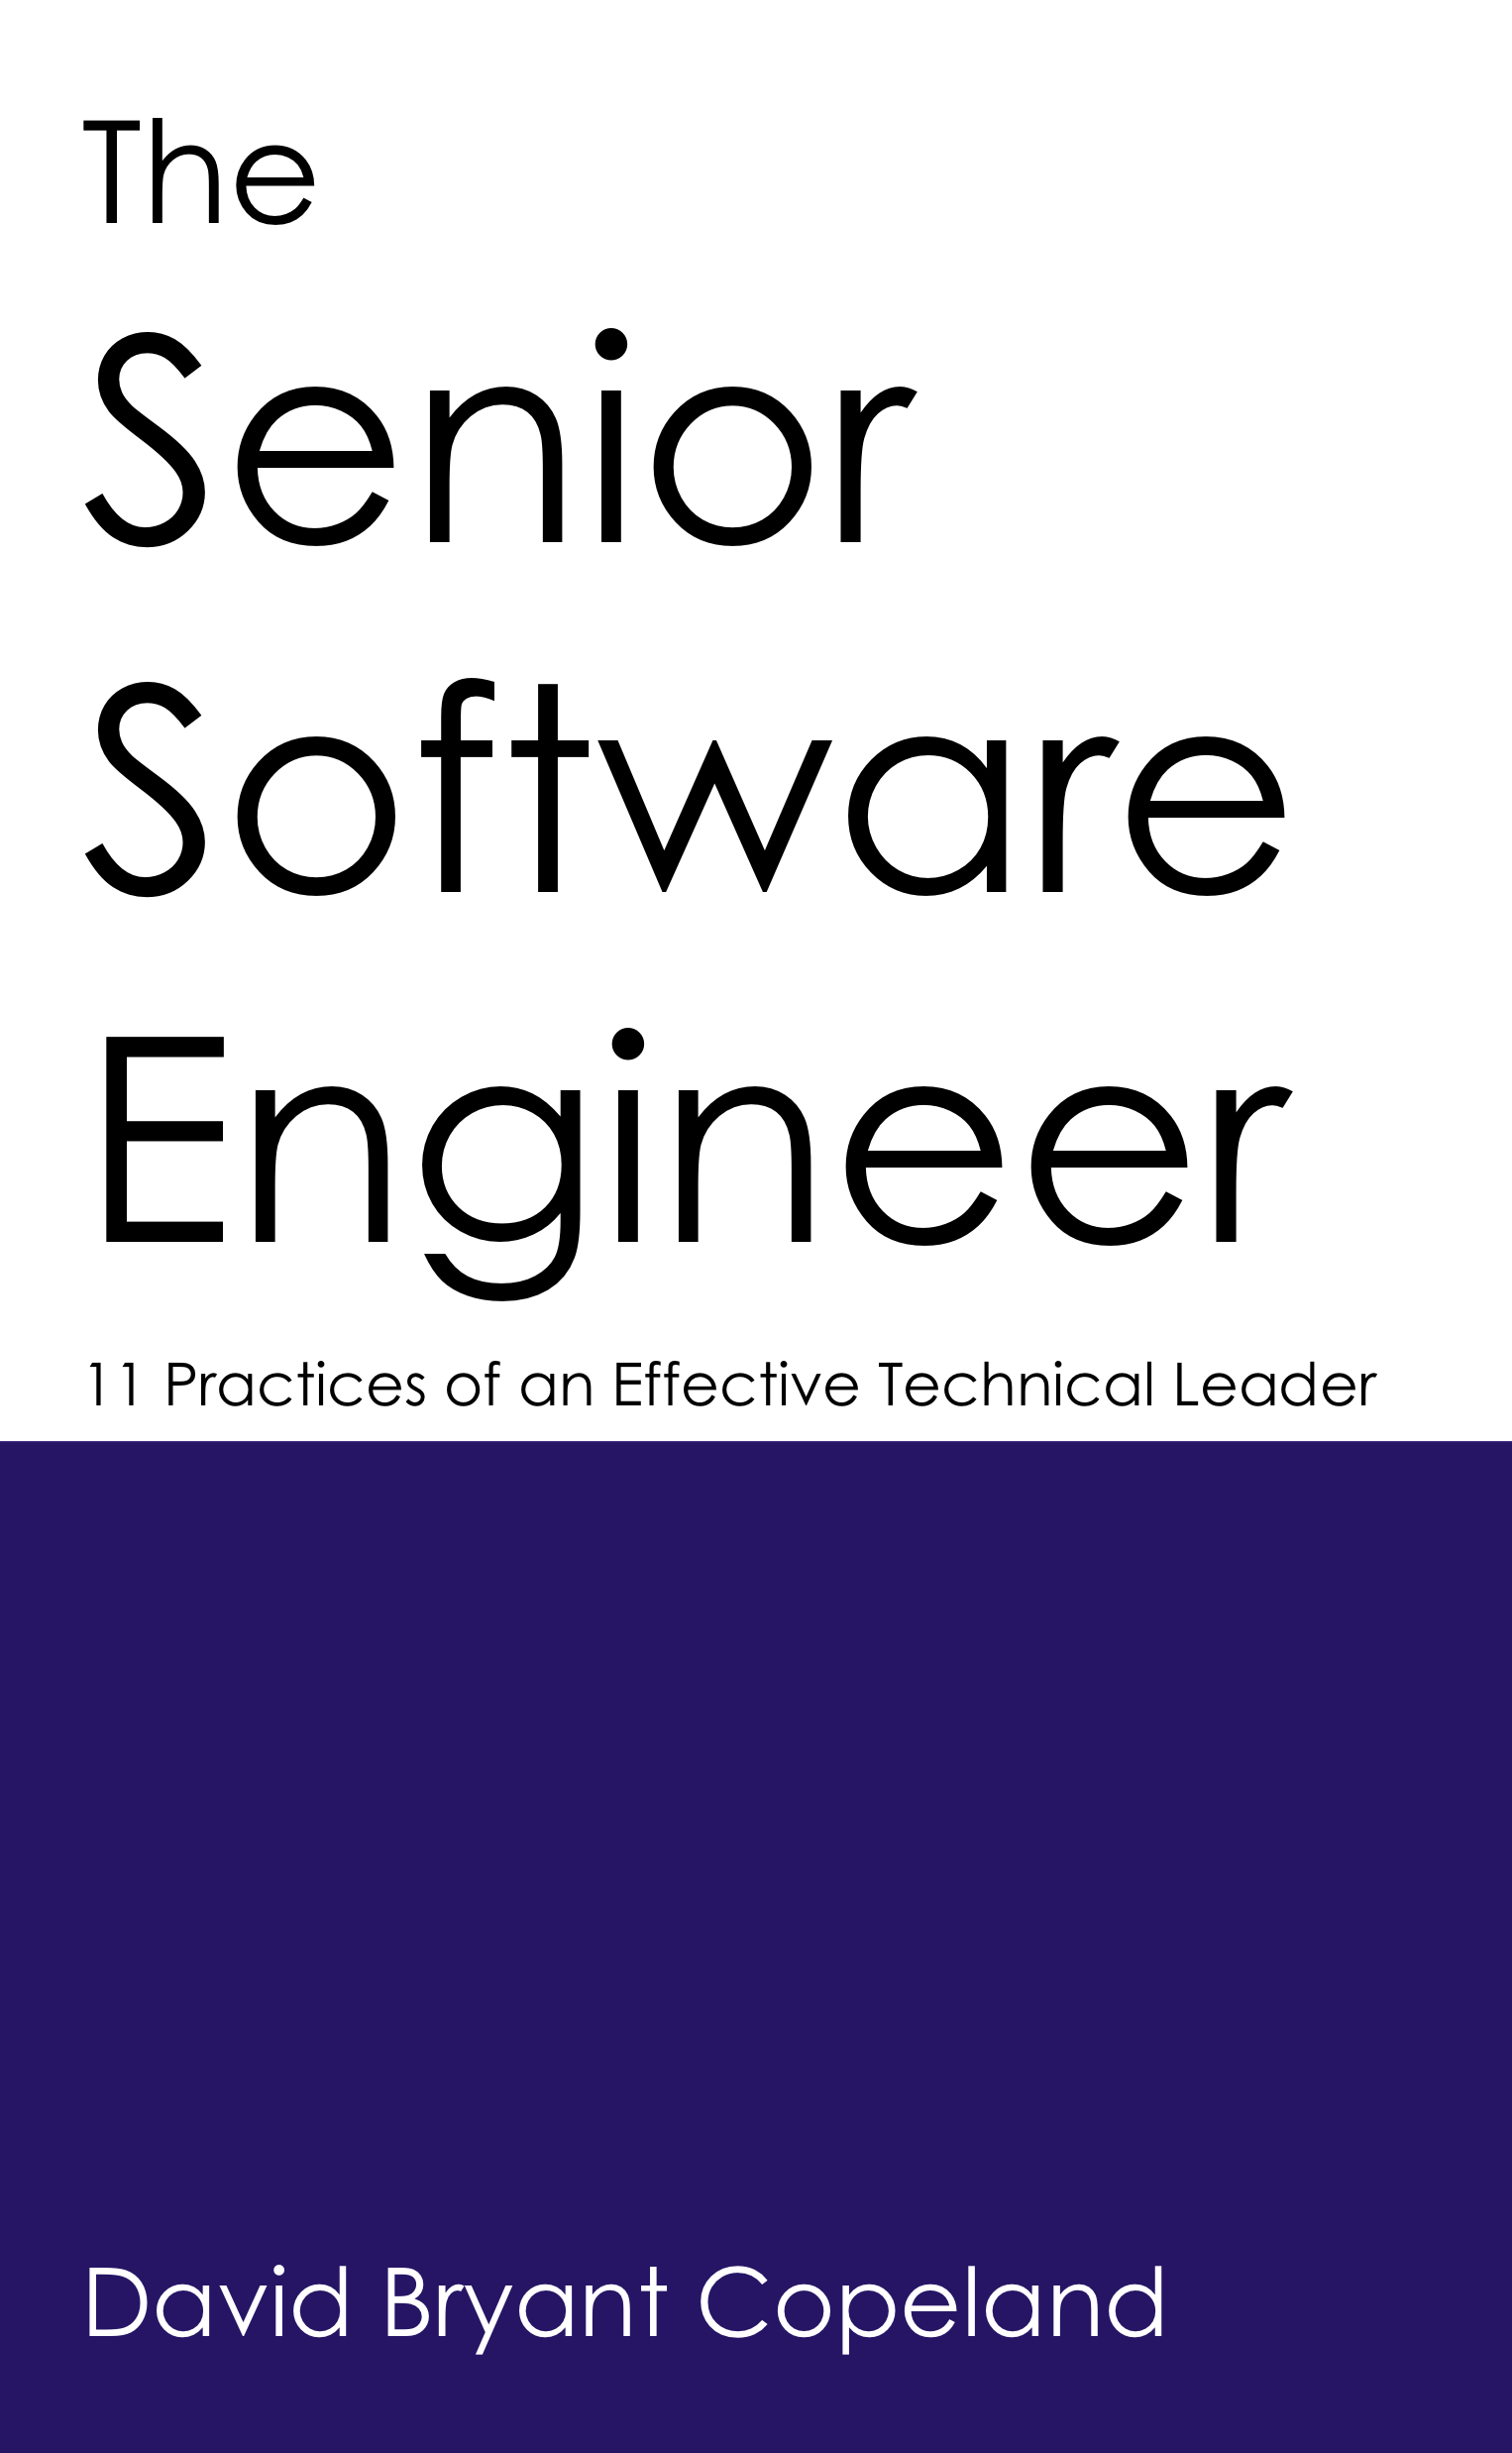 The
Senior
Software
Engineer
11 Practices of an Effective Technical Leader
David Bryant Copeland